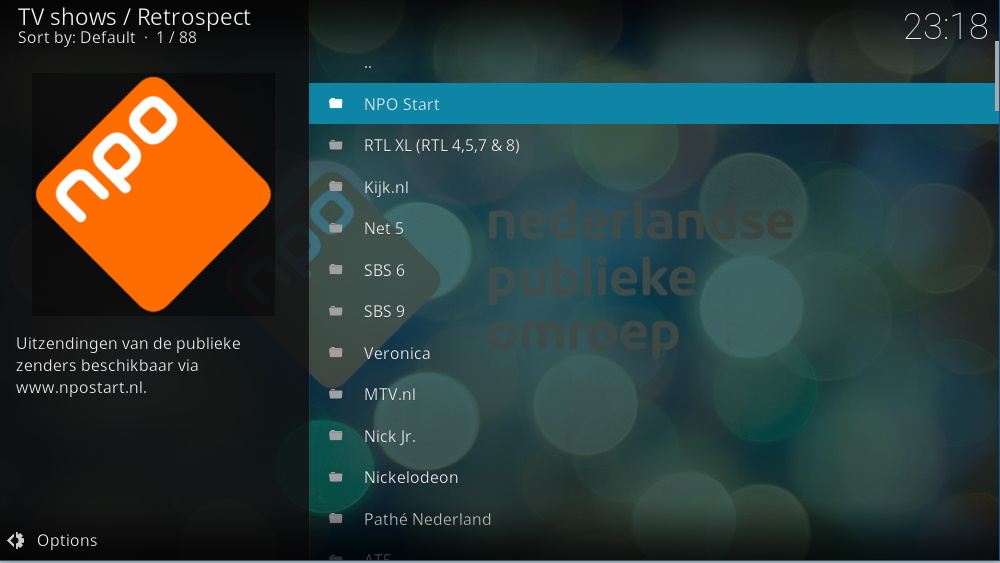 TV shows / Retrospect
Sort by: Default · 1 / 88
23:18
npo
Uitzendingen van de publieke
zenders beschikbaar via
www.npostart.nl.
Options
..
NPO Start
RTL XL (RTL 4,5,7 & 8)
Kijk.nl
Net 5
SBS 6
SBS 9
Veronica
MTV.nl
Nick Jr.
Nickelodeon
Pathé Nederland
AT5
npo
nederlandse
publieke
omroep